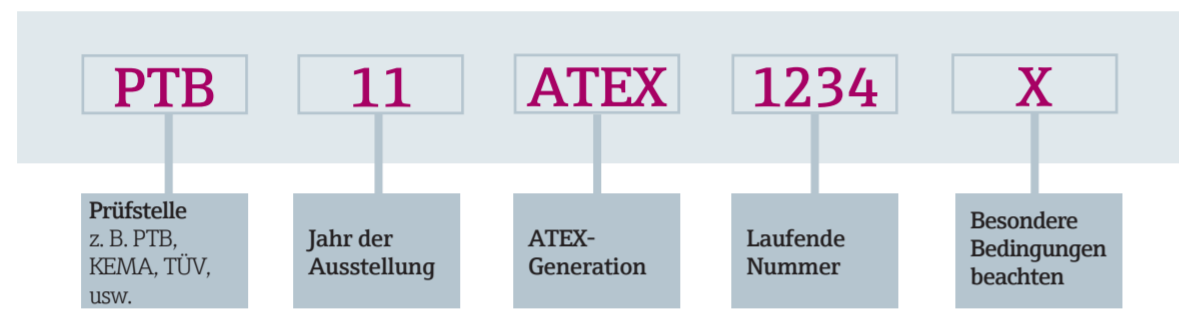 PTB 11 ATEX 1234 X
Prüfstelle
z. B. PTB,
KEMA, TÜV,
usw.
Jahr der
Ausstellung
ATEX-
Generation
Laufende
Nummer
Besondere
Bedingungen
beachten